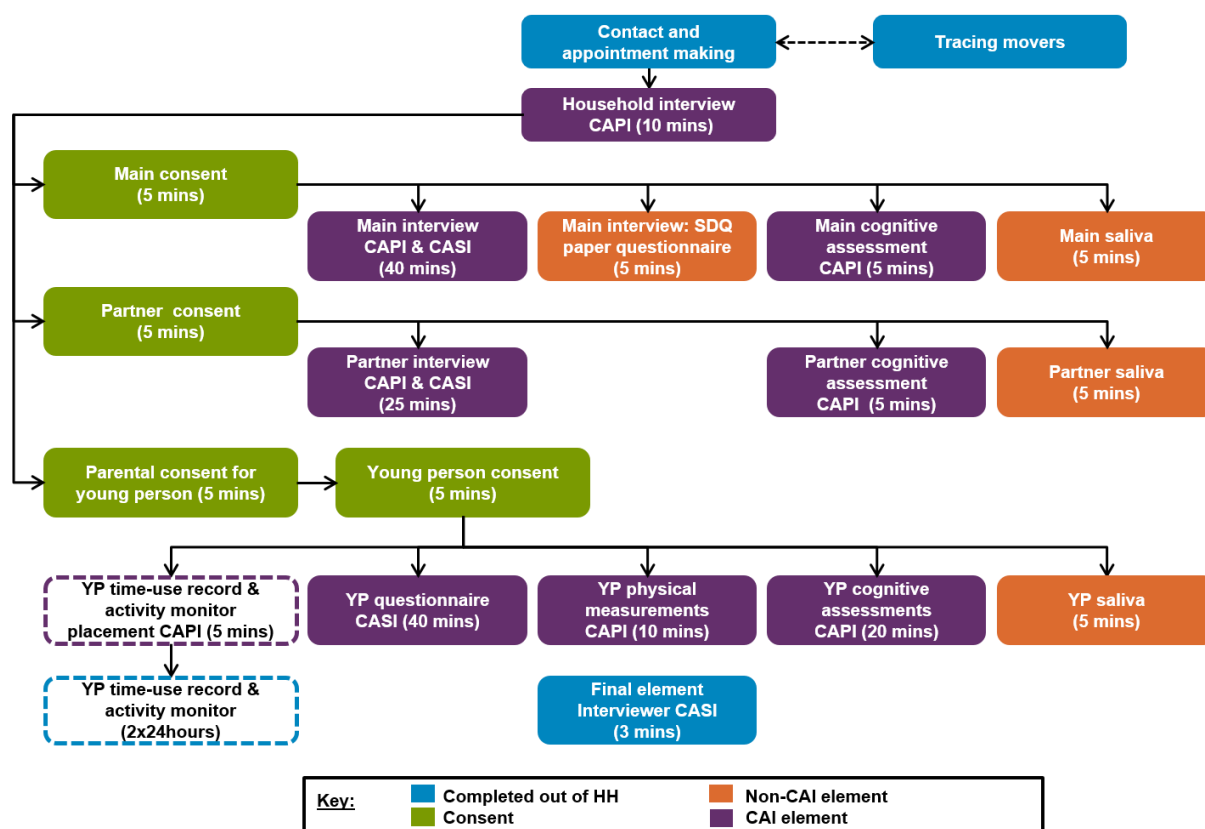 Contact and
appointment making
Tracing movers
Household interview
CAPI (10 mins)
Main consent
(5 mins)
Main interview
CAPI & CASI
(40 mins)
Main interview: SDQ
paper questionnaire
(5 mins)
Main cognitive
assessment
CAPI (5 mins)
Main saliva
(5 mins)
Partner consent
(5 mins)
Partner interview
CAPI & CASI
(25 mins)
Partner cognitive
assessment
CAPI (5 mins)
Partner saliva
(5 mins)
Parental consent for
young person (5 mins)
Young person consent
(5 mins)
YP time-use record &
activity monitor
placement CAPI (5 mins)
YP questionnaire
CASI (40 mins)
YP physical
measurements
CAPI (10 mins)
YP cognitive
assessments
CAPI (20 mins)
YP saliva
(5 mins)
YP time-use record &
activity monitor
(2x24hours)
Final element
Interviewer CASI
(3 mins)
Key:
Completed out of HH
Non-CAI element
Consent
CAI element